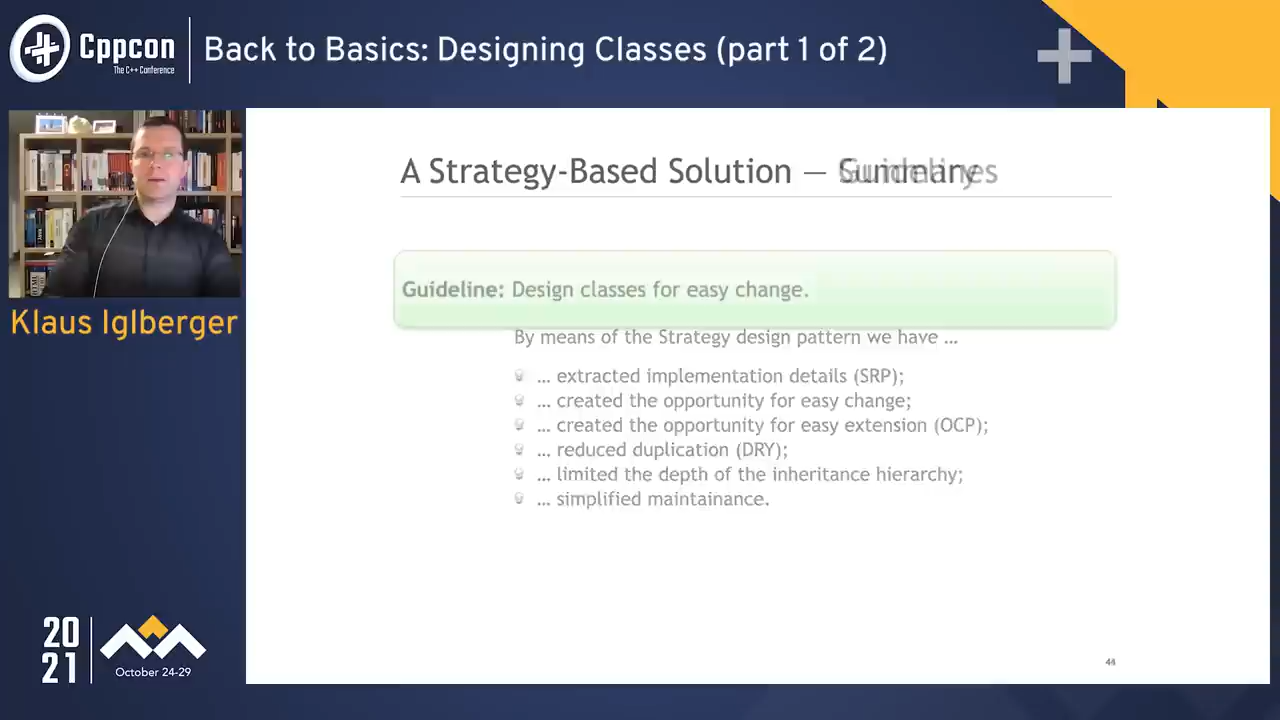 Cppcon
The C++ Conference
Back to Basics: Designing Classes (part 1 of 2)
Klaus Iglberger
A Strategy-Based Solution — Summary Guidelines
Guideline: Design classes for easy change.
By means of the Strategy design pattern we have …
… extracted implementation details (SRP);
… created the opportunity for easy change;
… created the opportunity for easy extension (OCP);
… reduced duplication (DRY);
… limited the depth of the inheritance hierarchy;
… simplified maintainance.
20
21
October 24-29
44